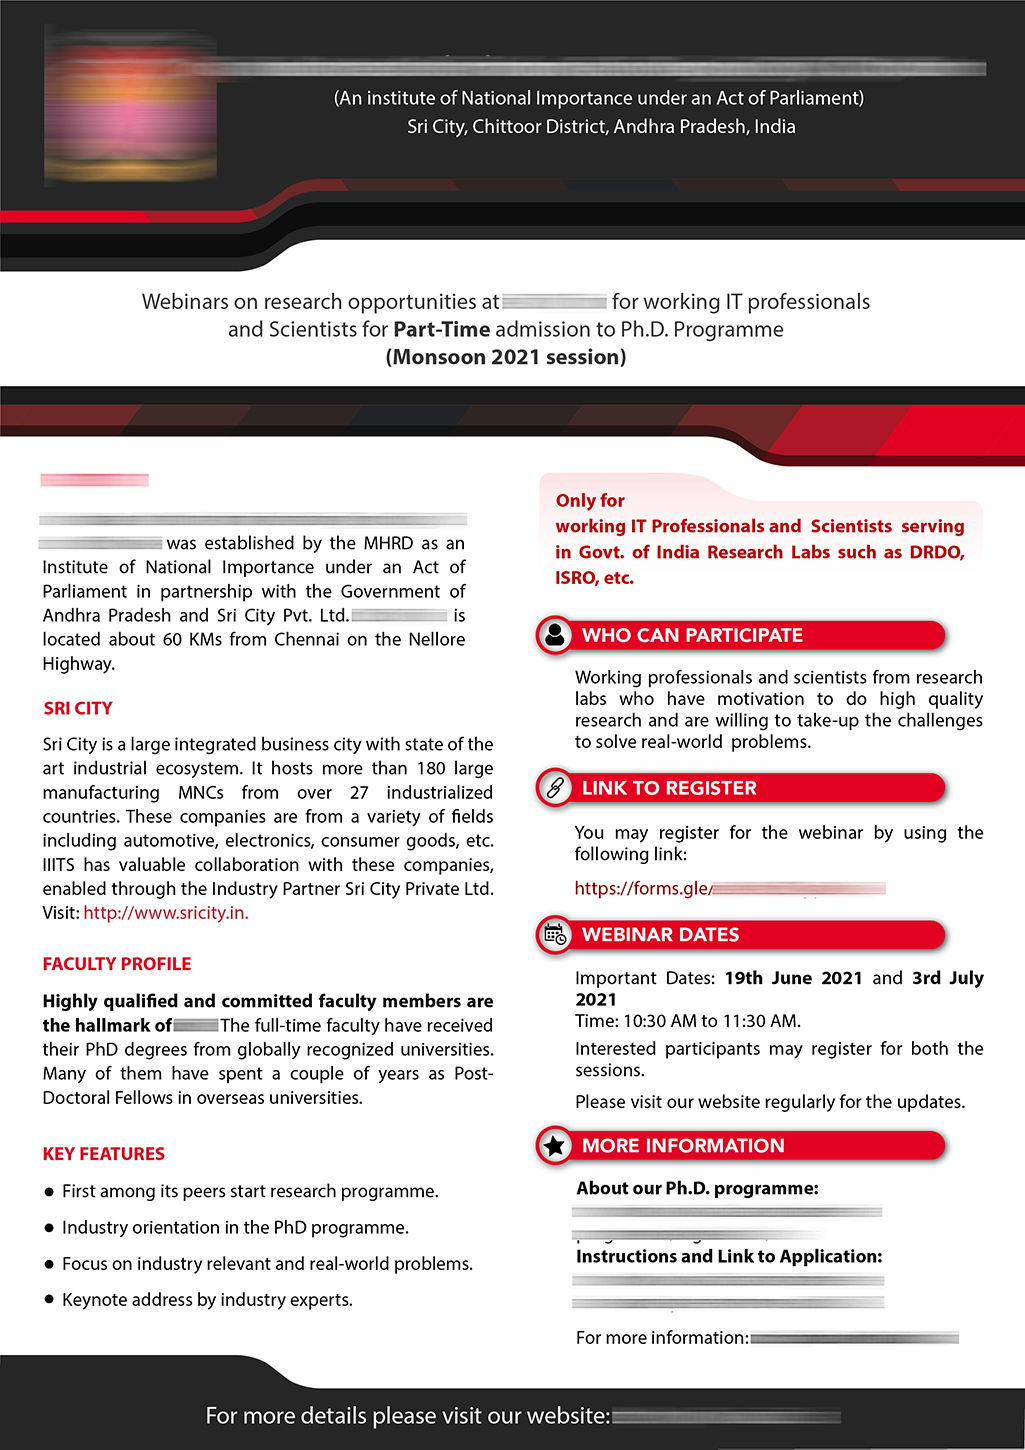 (An institute of National Importance under an Act of Parliament)
Sri City, Chittoor District, Andhra Pradesh, India
Webinars on research opportunities at for working IT professionals
and Scientists for Part-Time admission to Ph.D. Programme
(Monsoon 2021 session)
was established by the MHRD as an
Institute of National Importance under an Act of
Parliament in partnership with the Government of
Andhra Pradesh and Sri City Pvt. Ltd. is
located about 60 KMs from Chennai on the Nellore
Highway.
SRI CITY
Sri City is a large integrated business city with state of the
art industrial ecosystem. It hosts more than 180 large
manufacturing MNCs from over 27 industrialized
countries. These companies are from a variety of fields
including automotive, electronics, consumer goods, etc.
IIITS has valuable collaboration with these companies,
enabled through the Industry Partner Sri City Private Ltd.
Visit: http://www.sricity.in.
FACULTY PROFILE
Highly qualified and committed faculty members are
the hallmark of The full-time faculty have received
their PhD degrees from globally recognized universities.
Many of them have spent a couple of years as Post-
Doctoral Fellows in overseas universities.
KEY FEATURES
● First among its peers start research programme.
● Industry orientation in the PhD programme.
● Focus on industry relevant and real-world problems.
● Keynote address by industry experts.
Only for
working IT Professionals and Scientists serving
in Govt. of India Research Labs such as DRDO,
ISRO, etc.
WHO CAN PARTICIPATE
Working professionals and scientists from research
labs who have motivation to do high quality
research and are willing to take-up the challenges
to solve real-world problems.
LINK TO REGISTER
You may register for the webinar by using the
following link:
https://forms.gle/
WEBINAR DATES
Important Dates: 19th June 2021 and 3rd July
2021
Time: 10:30 AM to 11:30 AM.
Interested participants may register for both the
sessions.
Please visit our website regularly for the updates.
MORE INFORMATION
About our Ph.D. programme:
Instructions and Link to Application:
For more information:
For more details please visit our website: